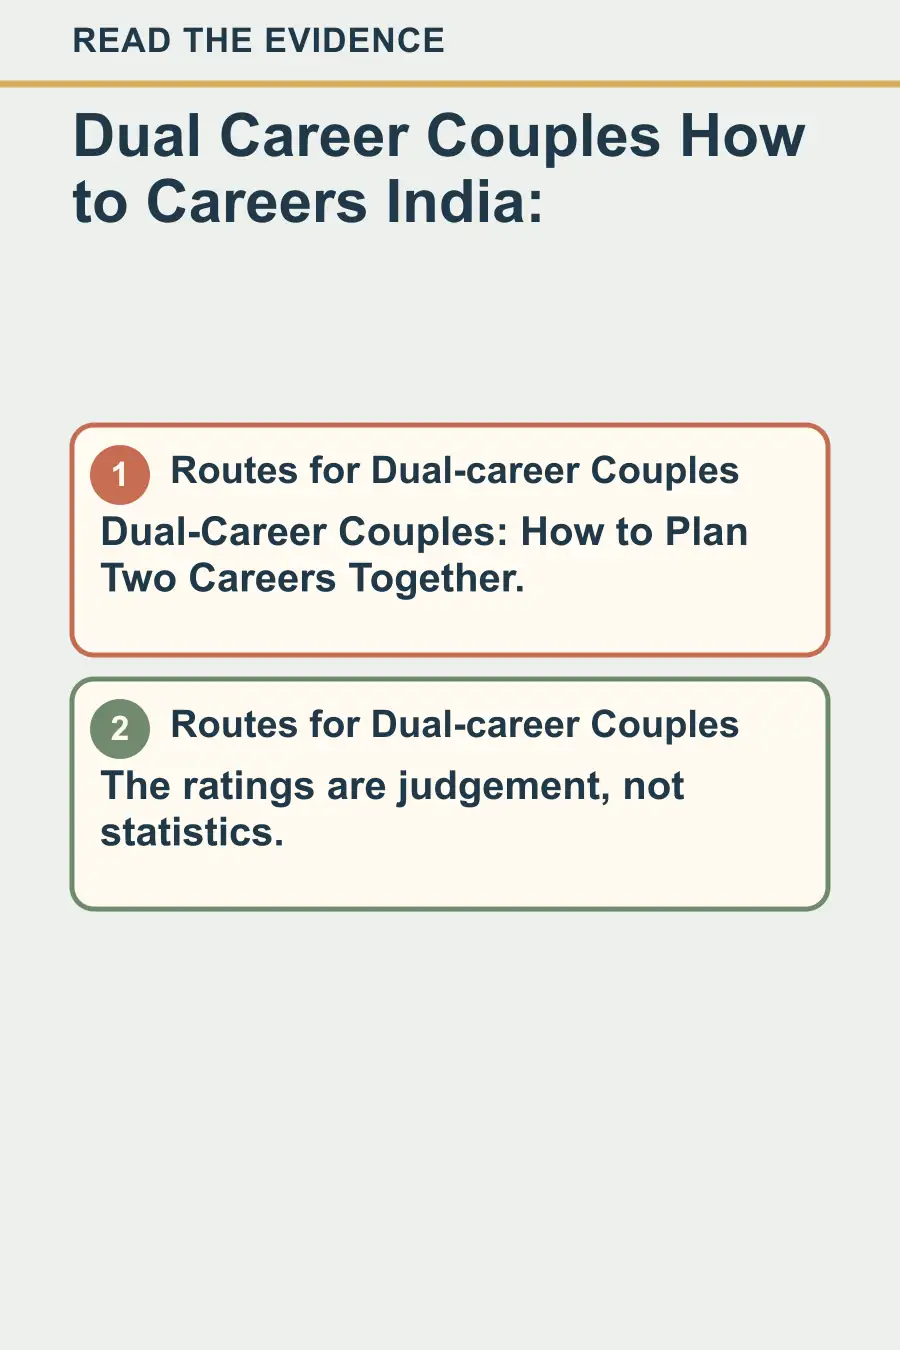 READ THE EVIDENCE
Dual Career Couples How
to Careers India:
1 Routes for Dual-career Couples
Dual-Career Couples: How to Plan
Two Careers Together.
2 Routes for Dual-career Couples
The ratings are judgement, not
statistics.